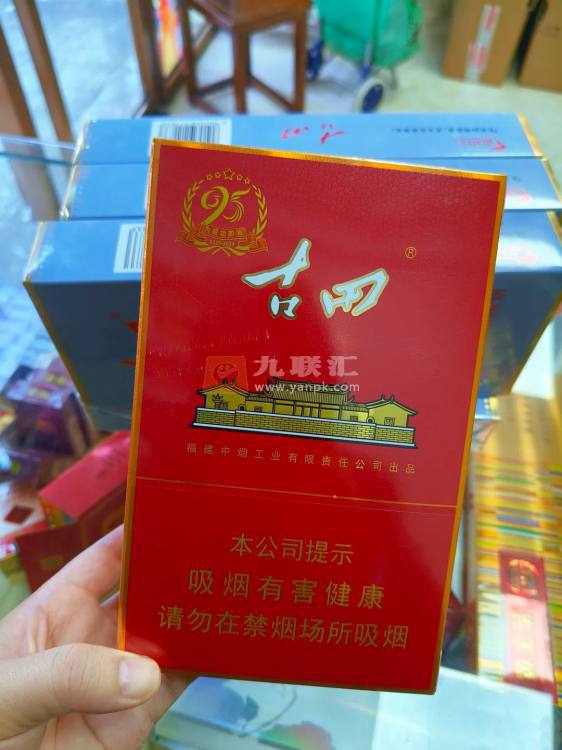 95
古田®
九联汇
www.yanpk.com
福建中烟工业有限责任公司出品
本公司提示
吸烟有害健康
请勿在禁烟场所吸烟